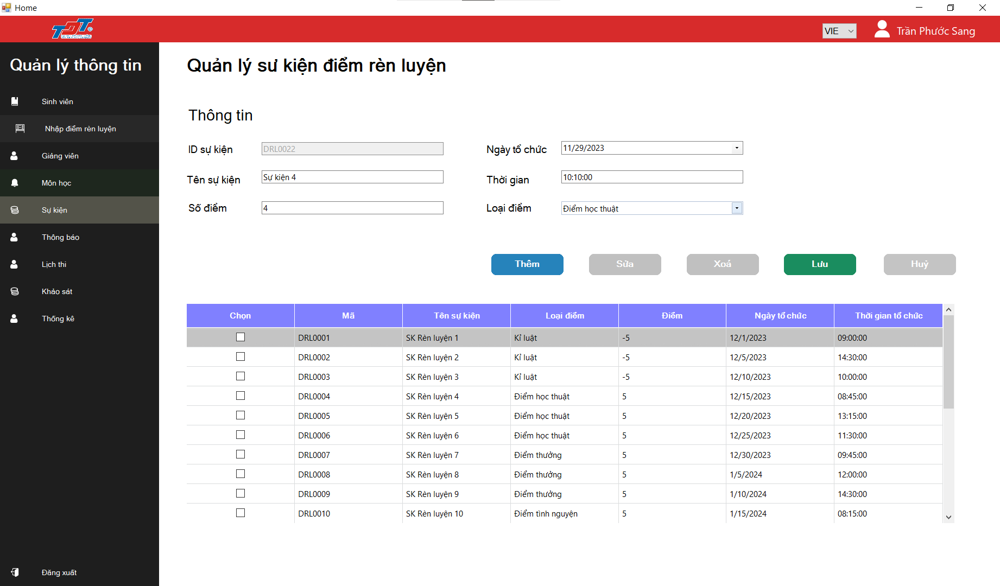 Home
TDT
VIE
Trần Phước Sang
Quản lý thông tin
Sinh viên
Nhập điểm rèn luyện
Giảng viên
Môn học
Sự kiện
Thông báo
Lịch thi
Khảo sát
Thống kê
Đăng xuất
Quản lý sư kiện điểm rèn luyện
Thông tin
ID sự kiện DRL0022 Ngày tổ chức 11/29/2023
Tên sự kiện Sự kiện 4 Thời gian 10:10:00
Số điểm 4 Loại điểm Điểm học thuật
Thêm Sửa Xoá Lưu Huỷ
Chọn Mã Tên sự kiện Loại điểm Điểm Ngày tổ chức Thời gian tổ chức
DRL0001 SK Rèn luyện 1 Kỉ luật -5 12/1/2023 09:00:00
DRL0002 SK Rèn luyện 2 Kỉ luật -5 12/5/2023 14:30:00
DRL0003 SK Rèn luyện 3 Kỉ luật -5 12/10/2023 10:00:00
DRL0004 SK Rèn luyện 4 Điểm học thuật 5 12/15/2023 08:45:00
DRL0005 SK Rèn luyện 5 Điểm học thuật 5 12/20/2023 13:15:00
DRL0006 SK Rèn luyện 6 Điểm học thuật 5 12/25/2023 11:30:00
DRL0007 SK Rèn luyện 7 Điểm thưởng 5 12/30/2023 09:45:00
DRL0008 SK Rèn luyện 8 Điểm thưởng 5 1/5/2024 12:00:00
DRL0009 SK Rèn luyện 9 Điểm thưởng 5 1/10/2024 14:30:00
DRL0010 SK Rèn luyện 10 Điểm tình nguyện 5 1/15/2024 08:15:00